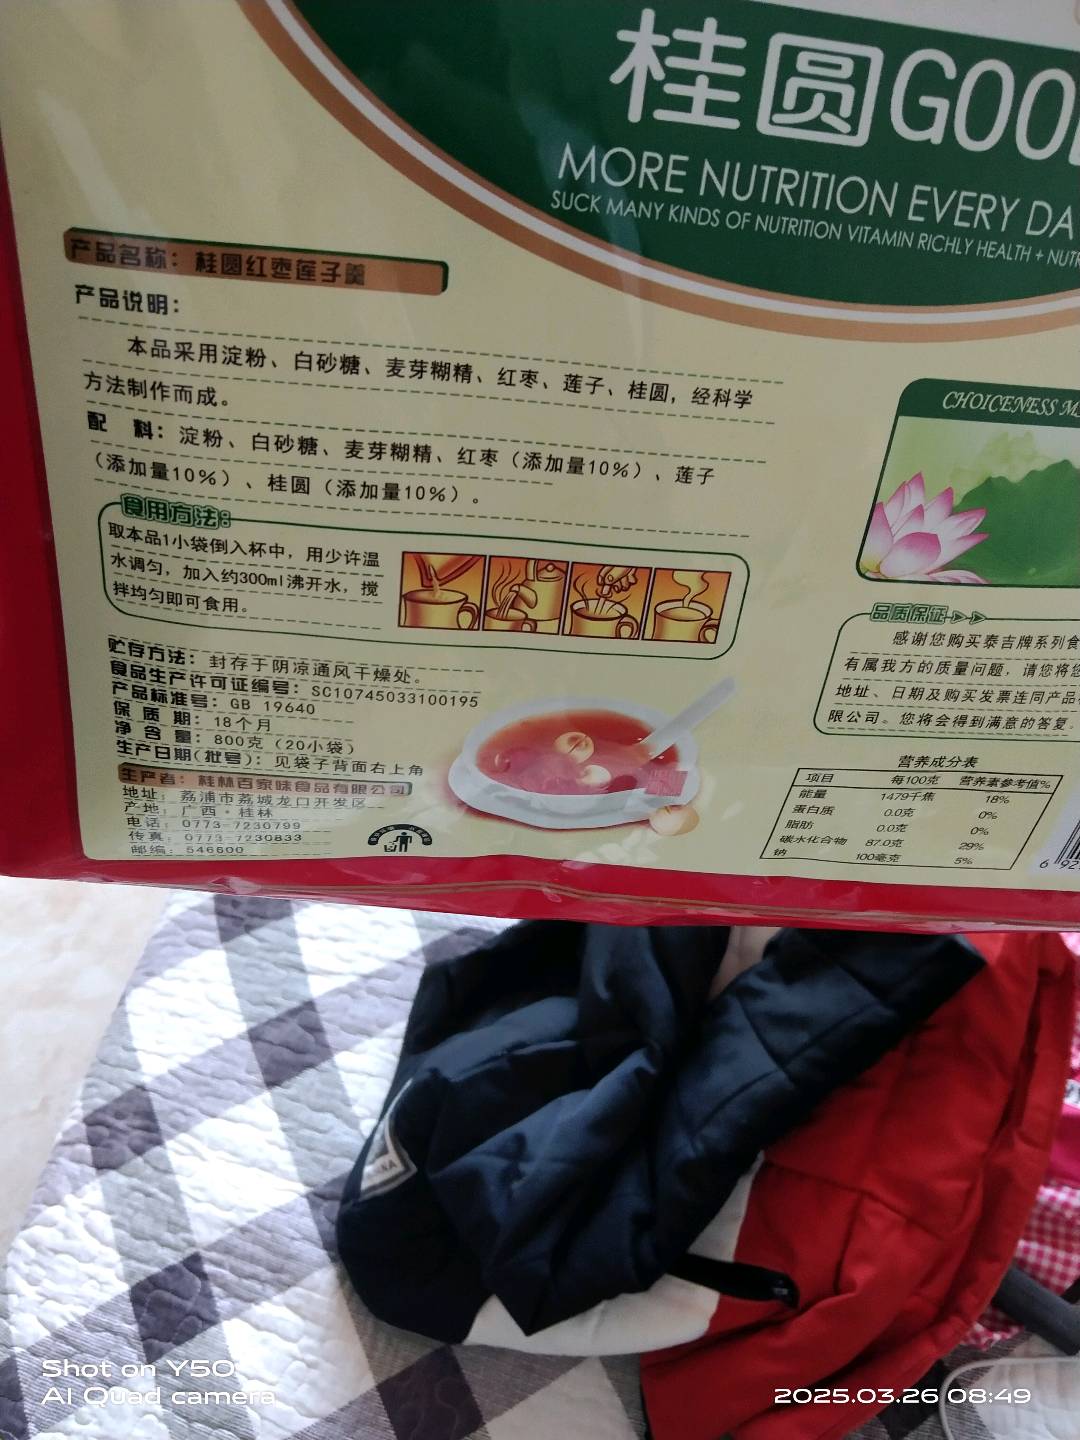 桂圆GOO
MORE NUTRITION EVERY DA
SUCK MANY KINDS OF NUTRITION VITAMIN RICHLY HEALTH + NUTR
产品名称：桂圆红枣莲子羹
产品说明：
本品采用淀粉、白砂糖、麦芽糊精、红枣、莲子、桂圆，经科学
方法制作而成。
配 料：淀粉、白砂糖、麦芽糊精、红枣（添加量10%）、莲子
（添加量10%）、桂圆（添加量10%）。
食用方法：
取本品1小袋倒入杯中，用少许温
水调匀，加入约300ml沸开水，搅
拌均匀即可食用。
贮存方法：封存于阴凉通风干燥处。
食品生产许可证编号：SC10745033100195
产品标准号：GB 19640
保 质 期：18个月
净 含 量：800克（20小袋）
生产日期(批号)：见袋子背面右上角
生产者：桂林百家味食品有限公司
地址：荔浦市荔城龙口开发区
产地：广西·桂林
电话：0773-7230799
传真：0773-7230833
邮编：546600
CHOICENESS M
品质保证
感谢您购买泰吉牌系列食
有属我方的质量问题，请您将您
地址、日期及购买发票连同产品
限公司。您将会得到满意的答复。
营养成分表
项目 每100克 营养素参考值%
能量 1479千焦 18%
蛋白质 0.0克 0%
脂肪 0.0克 0%
碳水化合物 87.0克 29%
钠 100毫克 5%
Shot on Y50
AI Quad camera
2025.03.26 08:49